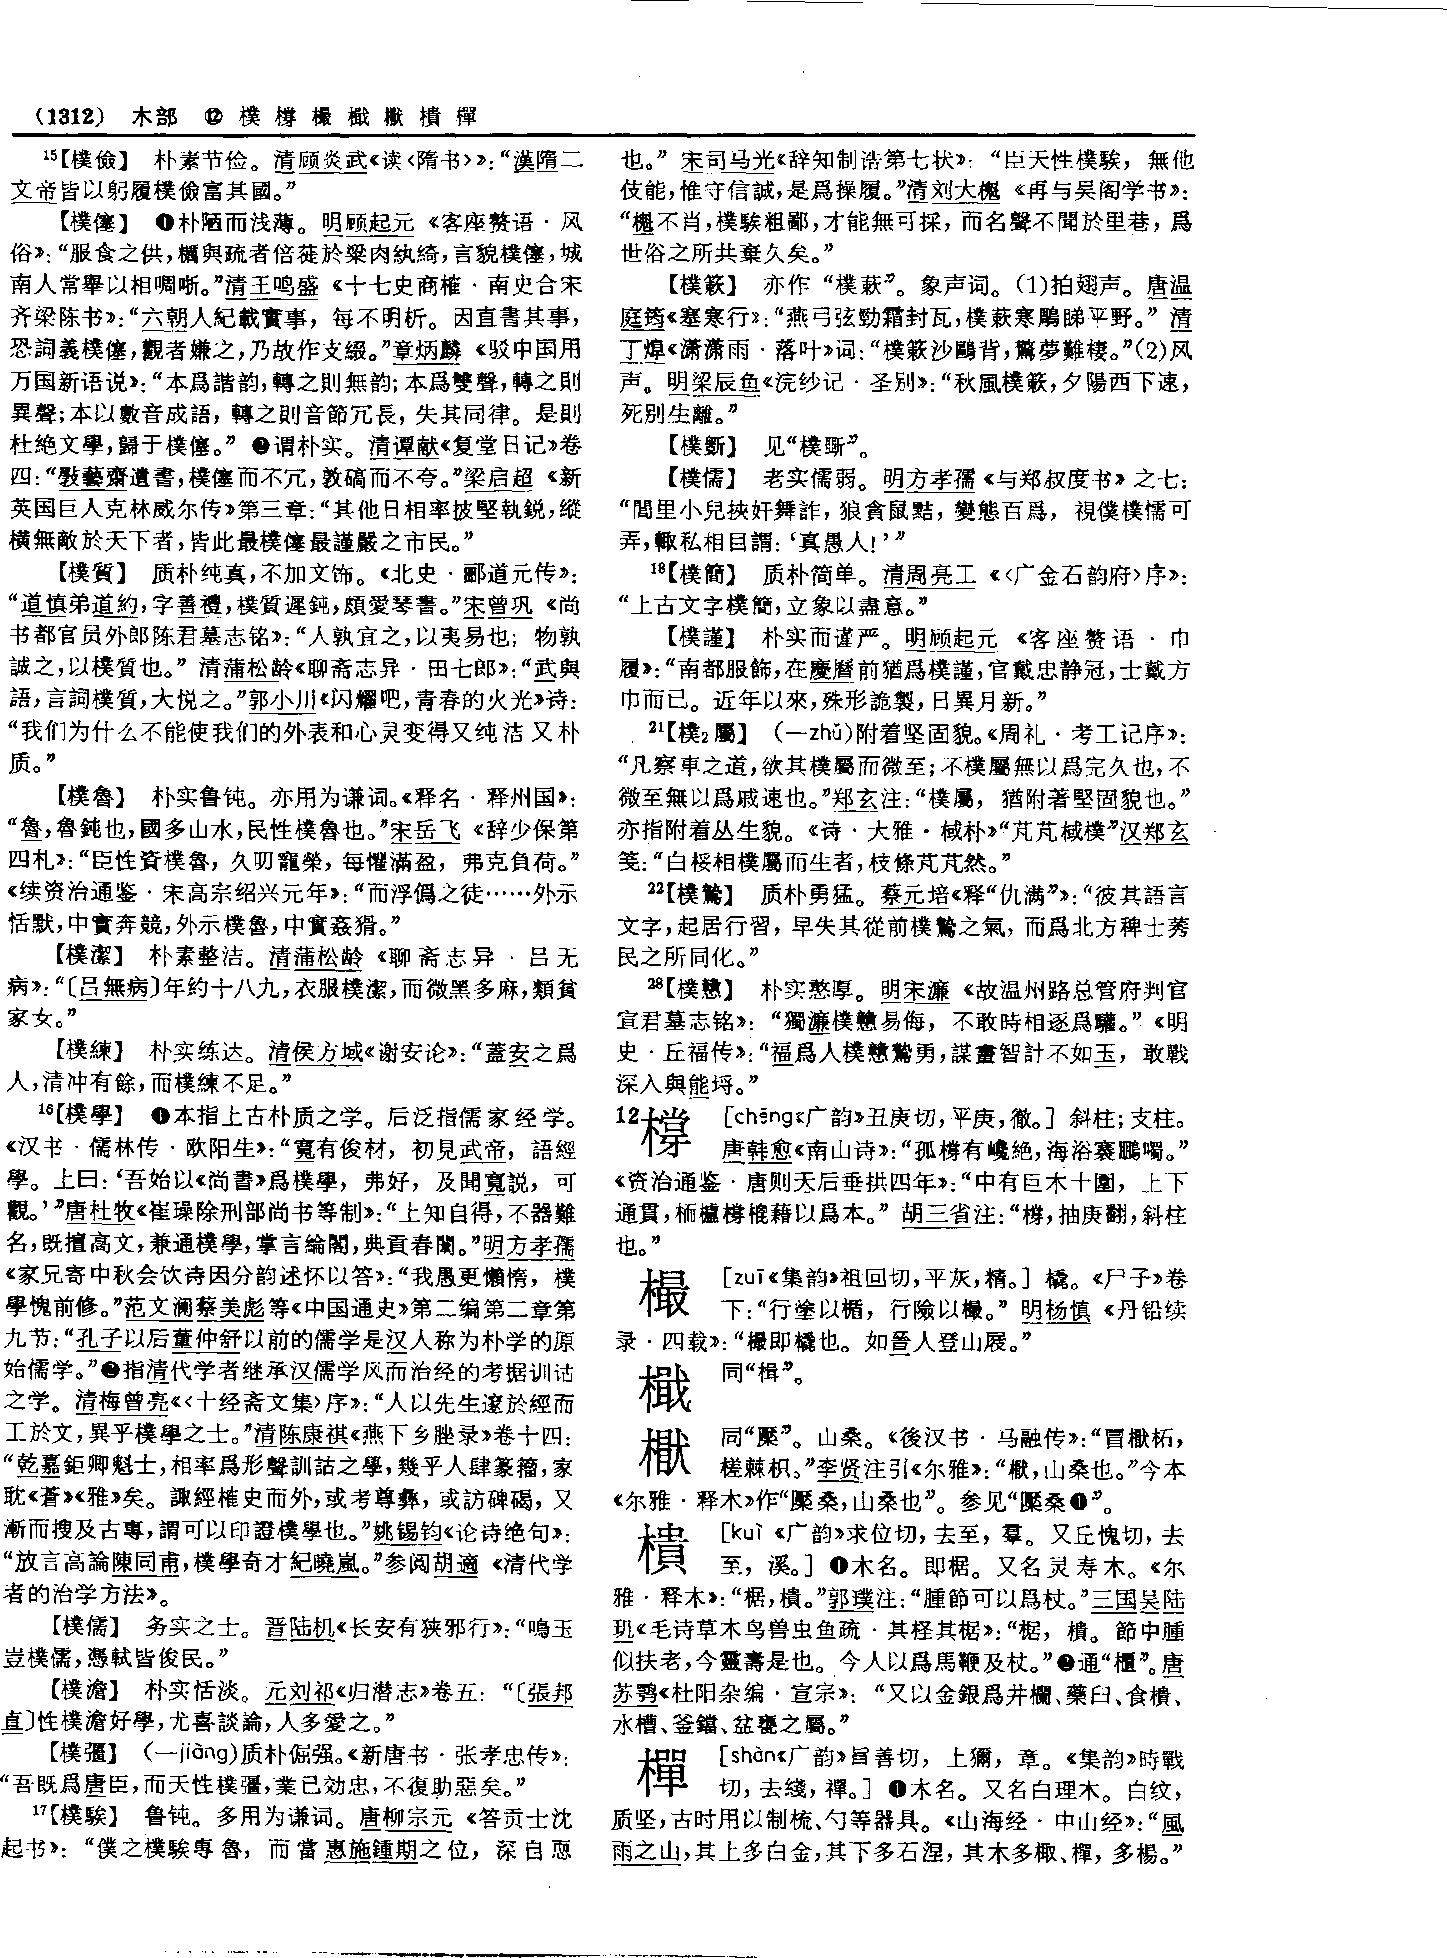 (1312) 木部 ⑫ 樸 橕 樶 檝 橪 樻 樿
15【樸儉】 朴素节俭。清顾炎武《读〈隋书〉》：“漢隋二
文帝皆以躬履樸儉富其國。”
【樸僿】 ❶朴陋而浅薄。明顾起元《客座赘语·风
俗》：“服食之供，糲與疏者倍蓰於粱肉紈綺，言貌樸僿，城
南人常舉以相啁哳。”清王鸣盛《十七史商榷·南史合宋
齐梁陈书》：“六朝人紀載實事，每不明析。因直書其事，
恐詞義樸僿，觀者嫌之，乃故作支綴。”章炳麟《驳中国用
万国新语说》：“本爲諧韵，轉之則無韵；本爲雙聲，轉之則
異聲；本以數音成語，轉之則音節冗長，失其同律。是則
杜絶文學，歸于樸僿。” ❷谓朴实。清谭献《复堂日记》卷
四：“斅藝齋遺書，樸僿而不冗，敦碻而不夸。”梁启超《新
英国巨人克林威尔传》第三章：“其他日相率披堅執鋭，縱
横無敵於天下者，皆此最樸僿最謹嚴之市民。”
【樸質】 质朴纯真，不加文饰。《北史·郦道元传》：
“道慎弟道約，字善禮，樸質遲鈍，頗愛琴書。”宋曾巩《尚
书都官员外郎陈君墓志铭》：“人孰宜之，以夷易也；物孰
誠之，以樸質也。”清蒲松龄《聊斋志异·田七郎》：“武與
語，言詞樸質，大悦之。”郭小川《闪耀吧，青春的火光》诗：
“我们为什么不能使我们的外表和心灵变得又纯洁又朴
质。”
【樸魯】 朴实鲁钝。亦用为谦词。《释名·释州国》：
“魯，魯鈍也，國多山水，民性樸魯也。”宋岳飞《辞少保第
四札》：“臣性資樸魯，久叨寵榮，每懼滿盈，弗克負荷。”
《续资治通鉴·宋高宗绍兴元年》：“而浮僞之徒……外示
恬默，中實奔競，外示樸魯，中實姦猾。”
【樸潔】 朴素整洁。清蒲松龄《聊斋志异·吕无
病》：“〔吕無病〕年約十八九，衣服樸潔，而微黑多麻，類貧
家女。”
【樸練】 朴实练达。清侯方域《谢安论》：“蓋安之爲
人，清冲有餘，而樸練不足。”
16【樸學】 ❶本指上古朴质之学。后泛指儒家经学。
《汉书·儒林传·欧阳生》：“寬有俊材，初見武帝，語經
學。上曰：‘吾始以《尚書》爲樸學，弗好，及聞寬説，可
觀。’”唐杜牧《崔璪除刑部尚书等制》：“上知自得，不器難
名，既擅高文，兼通樸學，掌言綸閣，典貢春闈。”明方孝孺
《家兄寄中秋会饮诗因分韵述怀以答》：“我愚更懶惰，樸
學愧前修。”范文澜蔡美彪等《中国通史》第二编第二章第
九节：“孔子以后董仲舒以前的儒学是汉人称为朴学的原
始儒学。”❷指清代学者继承汉儒学风而治经的考据训诂
之学。清梅曾亮《〈十经斋文集〉序》：“人以先生邃於經而
工於文，異乎樸學之士。”清陈康祺《燕下乡脞录》卷十四：
“乾嘉鉅卿魁士，相率爲形聲訓詁之學，幾乎人肆篆籀，家
耽《蒼》《雅》矣。諏經榷史而外，或考尊彝，或訪碑碣，又
漸而搜及古專，謂可以印證樸學也。”姚锡钧《论诗绝句》：
“放言高論陳同甫，樸學奇才紀曉嵐。”参阅胡適《清代学
者的治学方法》。
【樸儒】 务实之士。晋陆机《长安有狭邪行》：“鳴玉
豈樸儒，憑軾皆俊民。”
【樸澹】 朴实恬淡。元刘祁《归潜志》卷五：“〔張邦
直〕性樸澹好學，尤喜談論，人多愛之。”
【樸彊】 (—jiàng)质朴倔强。《新唐书·张孝忠传》：
“吾既爲唐臣，而天性樸彊，業已効忠，不復助惡矣。”
17【樸騃】 鲁钝。多用为谦词。唐柳宗元《答贡士沈
起书》：“僕之樸騃專魯，而當惠施鍾期之位，深自恧
也。”宋司马光《辞知制诰第七状》：“臣天性樸騃，無他
伎能，惟守信誠，是爲操履。”清刘大櫆《再与吴阁学书》：
“櫆不肖，樸騃粗鄙，才能無可採，而名聲不聞於里巷，爲
世俗之所共棄久矣。”
【樸簌】 亦作“樸蔌”。象声词。(1)拍翅声。唐温
庭筠《塞寒行》：“燕弓弦勁霜封瓦，樸蔌寒鵰睇平野。”清
丁煒《潇潇雨·落叶》词：“樸簌沙鷗背，驚夢難棲。”(2)风
声。明梁辰鱼《浣纱记·圣别》：“秋風樸簌，夕陽西下速，
死别生離。”
【樸斵】 见“樸斲”。
【樸懦】 老实懦弱。明方孝孺《与郑叔度书》之七：
“閭里小兒挾奸舞詐，狼貪鼠黠，變態百爲，視僕樸懦可
弄，輙私相目謂：‘真愚人！’”
18【樸簡】 质朴简单。清周亮工《〈广金石韵府〉序》：
“上古文字樸簡，立象以盡意。”
【樸謹】 朴实而谨严。明顾起元《客座赘语·巾
履》：“南都服飾，在慶曆前猶爲樸謹，官戴忠静冠，士戴方
巾而已。近年以來，殊形詭製，日異月新。”
21【樸₂屬】 (—zhǔ)附着坚固貌。《周礼·考工记序》：
“凡察車之道，欲其樸屬而微至；不樸屬無以爲完久也，不
微至無以爲戚速也。”郑玄注：“樸屬，猶附著堅固貌也。”
亦指附着丛生貌。《诗·大雅·棫朴》“芃芃棫樸”汉郑玄
笺：“白桵相樸屬而生者，枝條芃芃然。”
22【樸鷙】 质朴勇猛。蔡元培《释“仇满”》：“彼其語言
文字，起居行習，早失其從前樸鷙之氣，而爲北方稗士莠
民之所同化。”
28【樸戇】 朴实憨厚。明宋濂《故温州路总管府判官
宣君墓志铭》：“獨濂樸戇易侮，不敢時相逐爲驩。”《明
史·丘福传》：“福爲人樸戇鷙勇，謀畫智計不如玉，敢戰
深入與能埒。”
12橕 [chēng《广韵》丑庚切，平庚，徹。] 斜柱；支柱。
唐韩愈《南山诗》：“孤橕有巉絶，海浴褰鵬噣。”
《资治通鉴·唐则天后垂拱四年》：“中有巨木十圍，上下
通貫，栭櫨橕㮰藉以爲本。”胡三省注：“橕，抽庚翻，斜柱
也。”
樶 [zuī《集韵》祖回切，平灰，精。] 橇。《尸子》卷
下：“行塗以楯，行險以樶。”明杨慎《丹铅续
录·四载》：“樶即橇也。如晉人登山屐。”
檝 同“楫”。
橪 同“檿”。山桑。《後汉书·马融传》：“冒橪柘，
槎棘枳。”李贤注引《尔雅》：“橪，山桑也。”今本
《尔雅·释木》作“檿桑，山桑也”。参见“檿桑❶”。
樻 [kuì《广韵》求位切，去至，羣。又丘愧切，去
至，溪。] ❶木名。即椐。又名灵寿木。《尔
雅·释木》：“椐，樻。”郭璞注：“腫節可以爲杖。”三国吴陆
玑《毛诗草木鸟兽虫鱼疏·其柽其椐》：“椐，樻。節中腫
似扶老，今靈壽是也。今人以爲馬鞭及杖。”❷通“櫃”。唐
苏鹗《杜阳杂编·宣宗》：“又以金銀爲井欄、藥臼、食樻、
水槽、釜鐺、盆甕之屬。”
樿 [shàn《广韵》旨善切，上獮，章。《集韵》時戰
切，去綫，禪。] ❶木名。又名白理木。白纹，
质坚，古时用以制梳、勺等器具。《山海经·中山经》：“風
雨之山，其上多白金，其下多石涅，其木多棷、樿，多楊。”